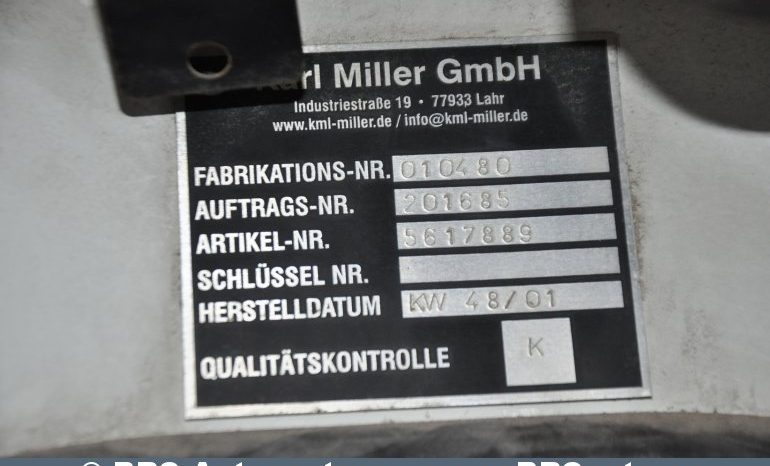 Karl Miller GmbH
Industriestraße 19 • 77933 Lahr
www.kml-miller.de / info@kml-miller.de
FABRIKATIONS-NR. 010480
AUFTRAGS-NR. 201685
ARTIKEL-NR. 5617889
SCHLÜSSEL NR.
HERSTELLDATUM KW 48/01
QUALITÄTSKONTROLLE K